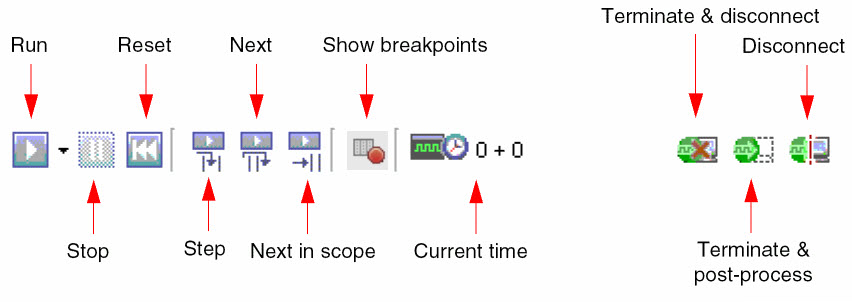 Terminate & disconnect
Run Reset Next Show breakpoints Disconnect
0 + 0
Stop Step Next in scope Current time Terminate &
post-process